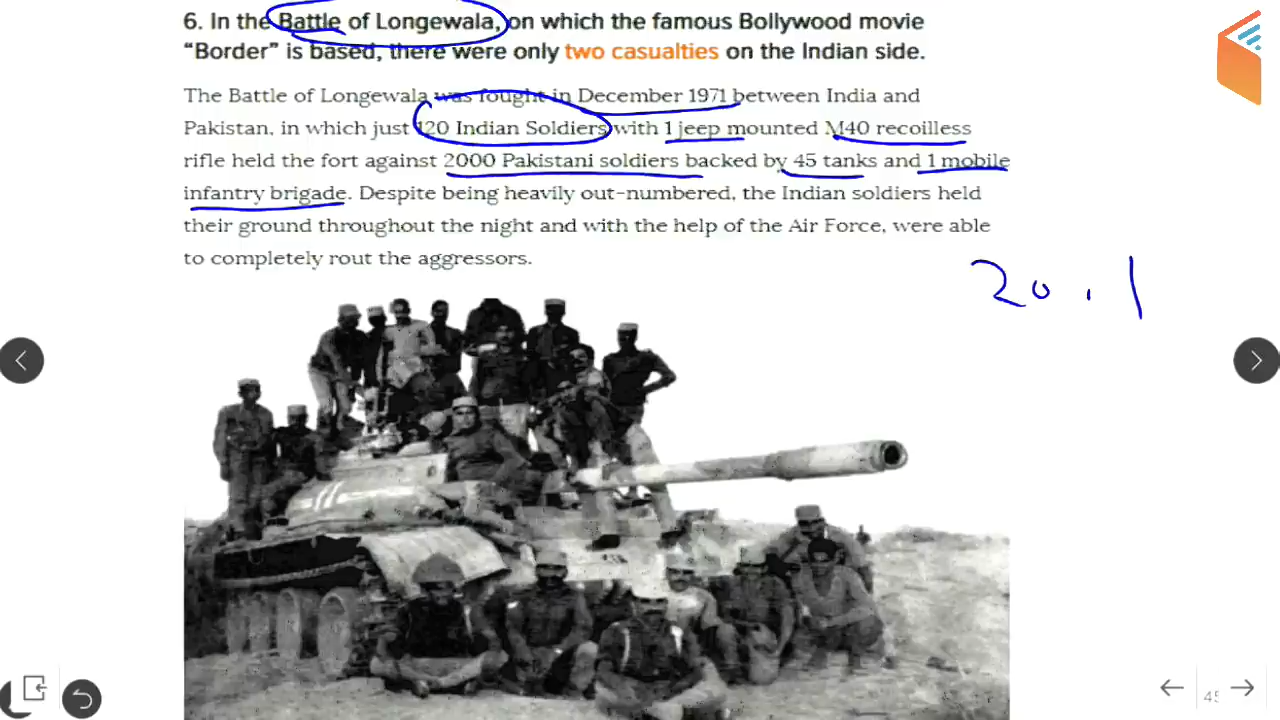 6. In the Battle of Longewala, on which the famous Bollywood movie
“Border” is based, there were only two casualties on the Indian side.
The Battle of Longewala was fought in December 1971 between India and
Pakistan, in which just 120 Indian Soldiers with 1 jeep mounted M40 recoilless
rifle held the fort against 2000 Pakistani soldiers backed by 45 tanks and 1 mobile
infantry brigade. Despite being heavily out-numbered, the Indian soldiers held
their ground throughout the night and with the help of the Air Force, were able
to completely rout the aggressors.
20 . 1
45